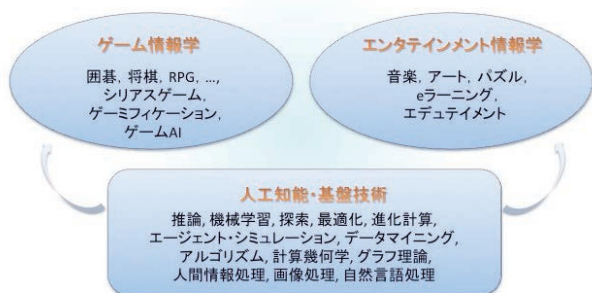 ゲーム情報学
囲碁, 将棋, RPG, …,
シリアスゲーム,
ゲーミフィケーション,
ゲームAI
エンタテインメント情報学
音楽, アート, パズル,
eラーニング,
エデュテイメント
人工知能・基盤技術
推論, 機械学習, 探索, 最適化, 進化計算,
エージェント・シミュレーション, データマイニング,
アルゴリズム, 計算幾何学, グラフ理論,
人間情報処理, 画像処理, 自然言語処理